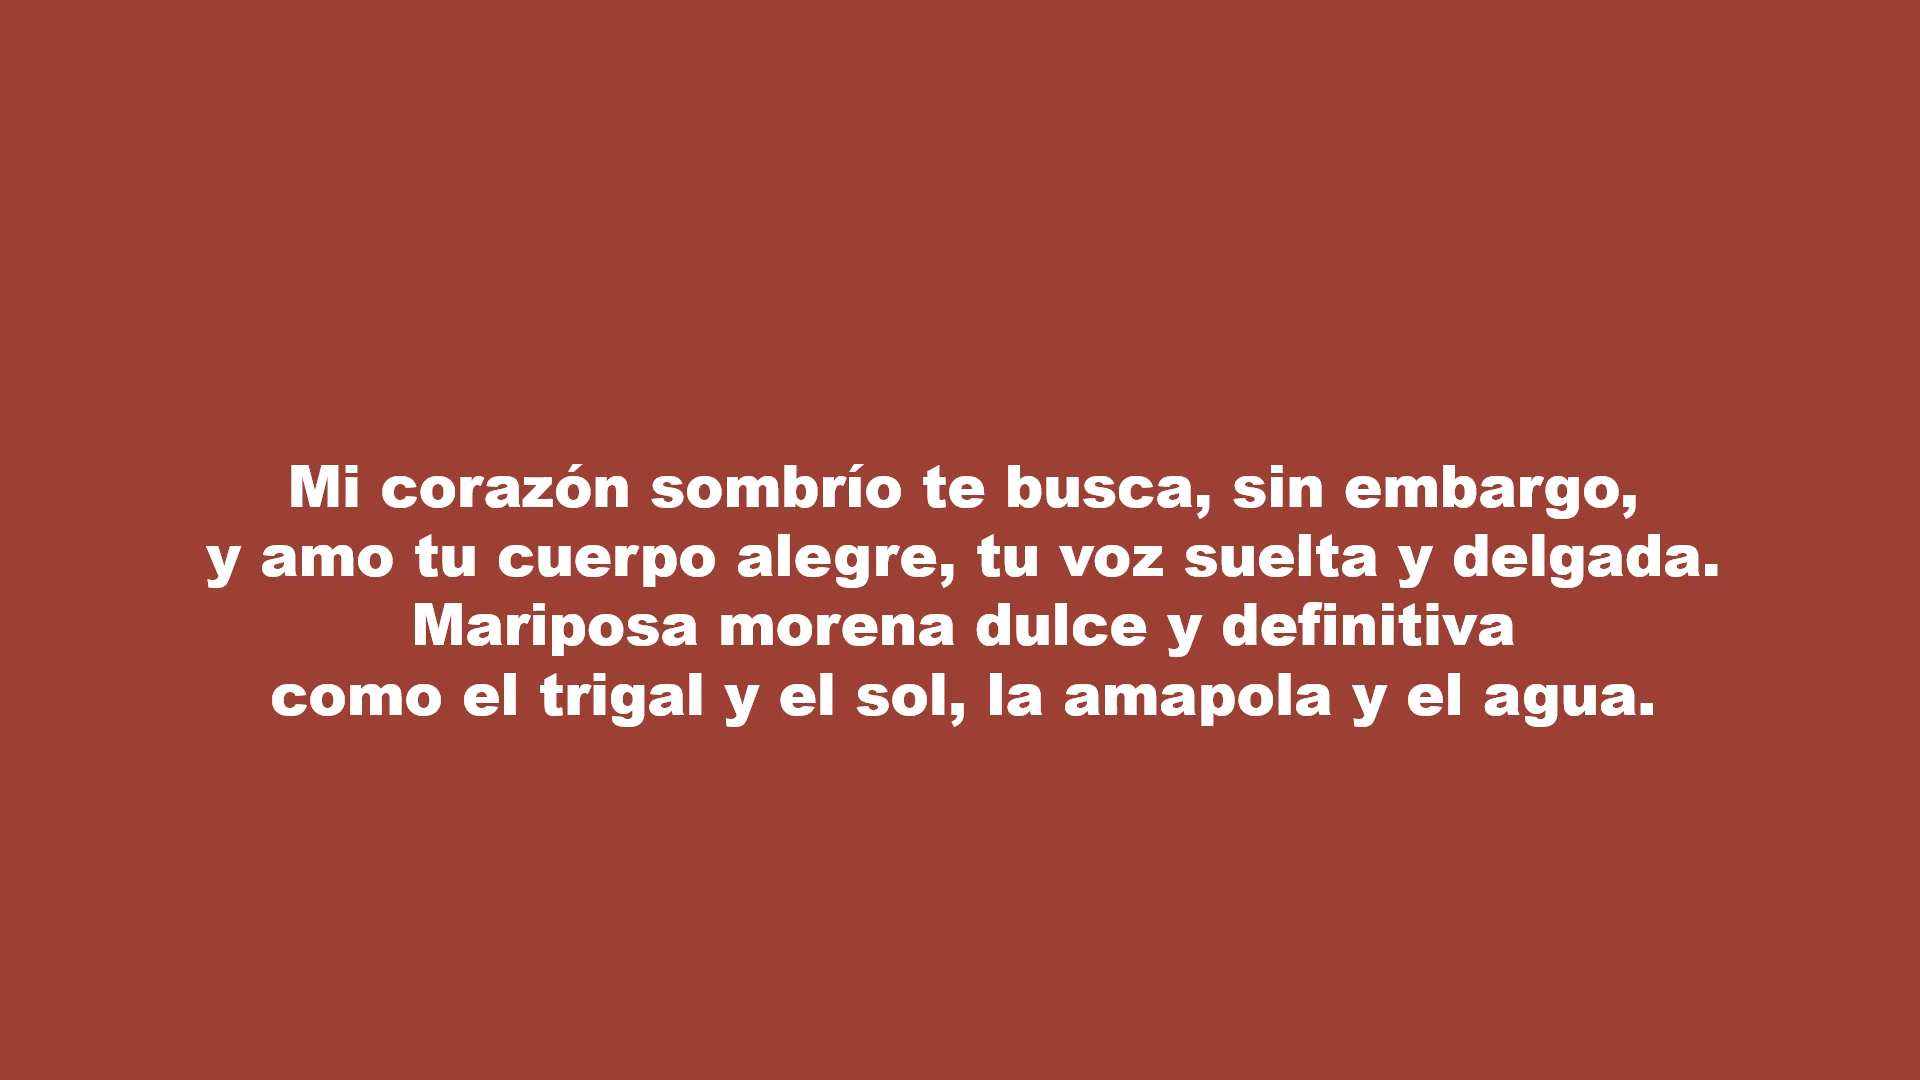 Mi corazón sombrío te busca, sin embargo,
y amo tu cuerpo alegre, tu voz suelta y delgada.
Mariposa morena dulce y definitiva
como el trigal y el sol, la amapola y el agua.